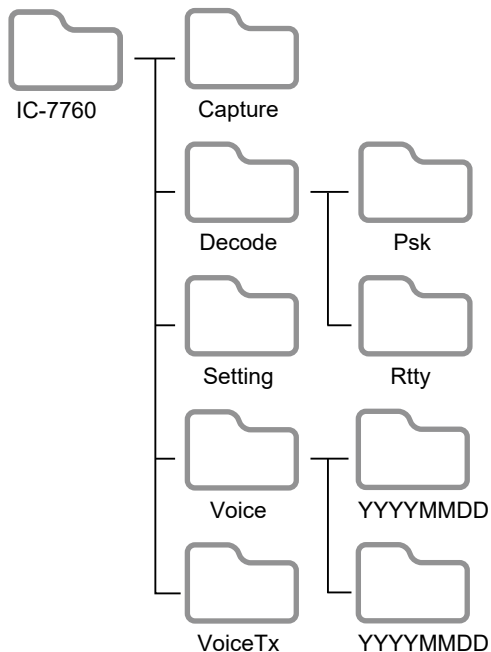 IC-7760
Capture
Decode
Psk
Setting
Rtty
Voice
YYYYMMDD
VoiceTx
YYYYMMDD